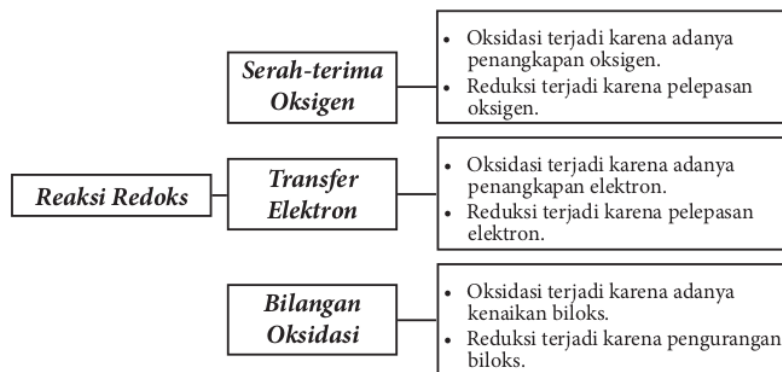 Reaksi Redoks
Serah-terima
Oksigen
• Oksidasi terjadi karena adanya
penangkapan oksigen.
• Reduksi terjadi karena pelepasan
oksigen.
Transfer
Elektron
• Oksidasi terjadi karena adanya
penangkapan elektron.
• Reduksi terjadi karena pelepasan
elektron.
Bilangan
Oksidasi
• Oksidasi terjadi karena adanya
kenaikan biloks.
• Reduksi terjadi karena pengurangan
biloks.